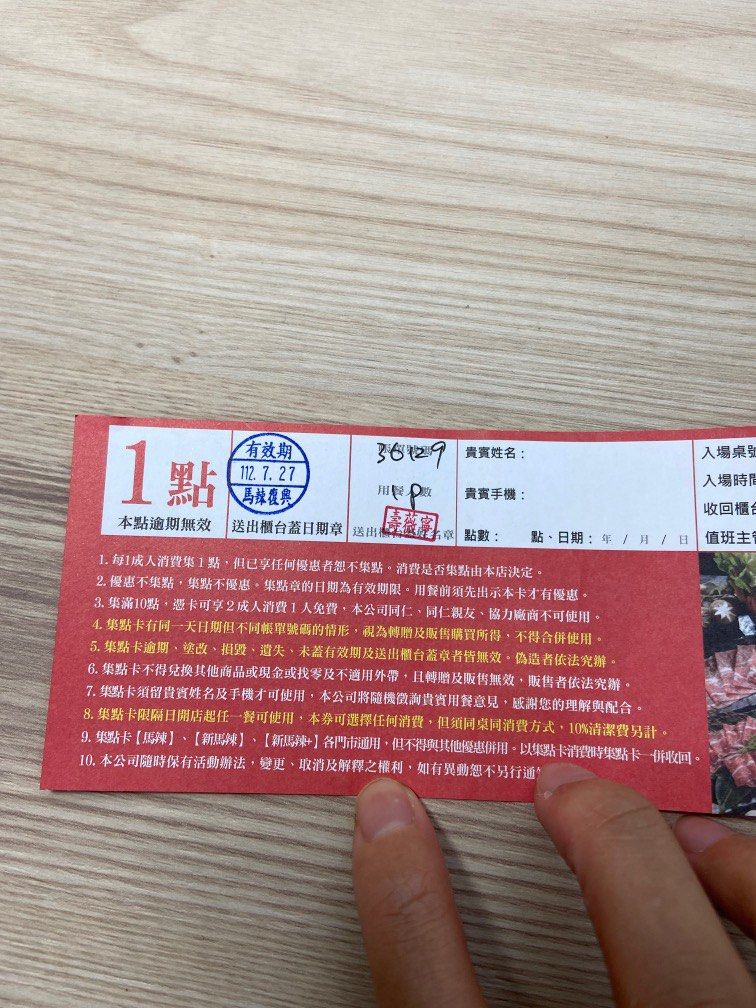 1 點
本點逾期無效
有效期
112.7.27
馬辣復興
送出櫃台蓋日期章
36129
用餐人數
1P
送出櫃台
名章
貴賓姓名：
貴賓手機：
點數： 點、日期： 年 / 月 / 日
入場桌號
入場時間
收回櫃台
值班主管
1. 每1成人消費集1點，但已享任何優惠者恕不集點。消費是否集點由本店決定。
2. 優惠不集點，集點不優惠。集點章的日期為有效期限。用餐前須先出示本卡才有優惠。
3. 集滿10點，憑卡可享2成人消費1人免費，本公司同仁、同仁親友、協力廠商不可使用。
4. 集點卡有同一天日期但不同帳單號碼的情形，視為轉贈及販售購買所得，不得合併使用。
5. 集點卡逾期、塗改、損毀、遺失、未蓋有效期及送出櫃台蓋章者皆無效。偽造者依法究辦。
6. 集點卡不得兌換其他商品或現金或找零及不適用外帶，且轉贈及販售無效，販售者依法究辦。
7. 集點卡須留貴賓姓名及手機才可使用，本公司將隨機徵詢貴賓用餐意見，感謝您的理解與配合。
8. 集點卡限隔日開店起任一餐可使用，本券可選擇任何消費，但須同桌同消費方式，10%清潔費另計。
9. 集點卡【馬辣】、【新馬辣】、【新馬辣+】各門市通用，但不得與其他優惠併用。以集點卡消費時集點卡一併收回。
10. 本公司隨時保有活動辦法，變更、取消及解釋之權利，如有異動恕不另行通